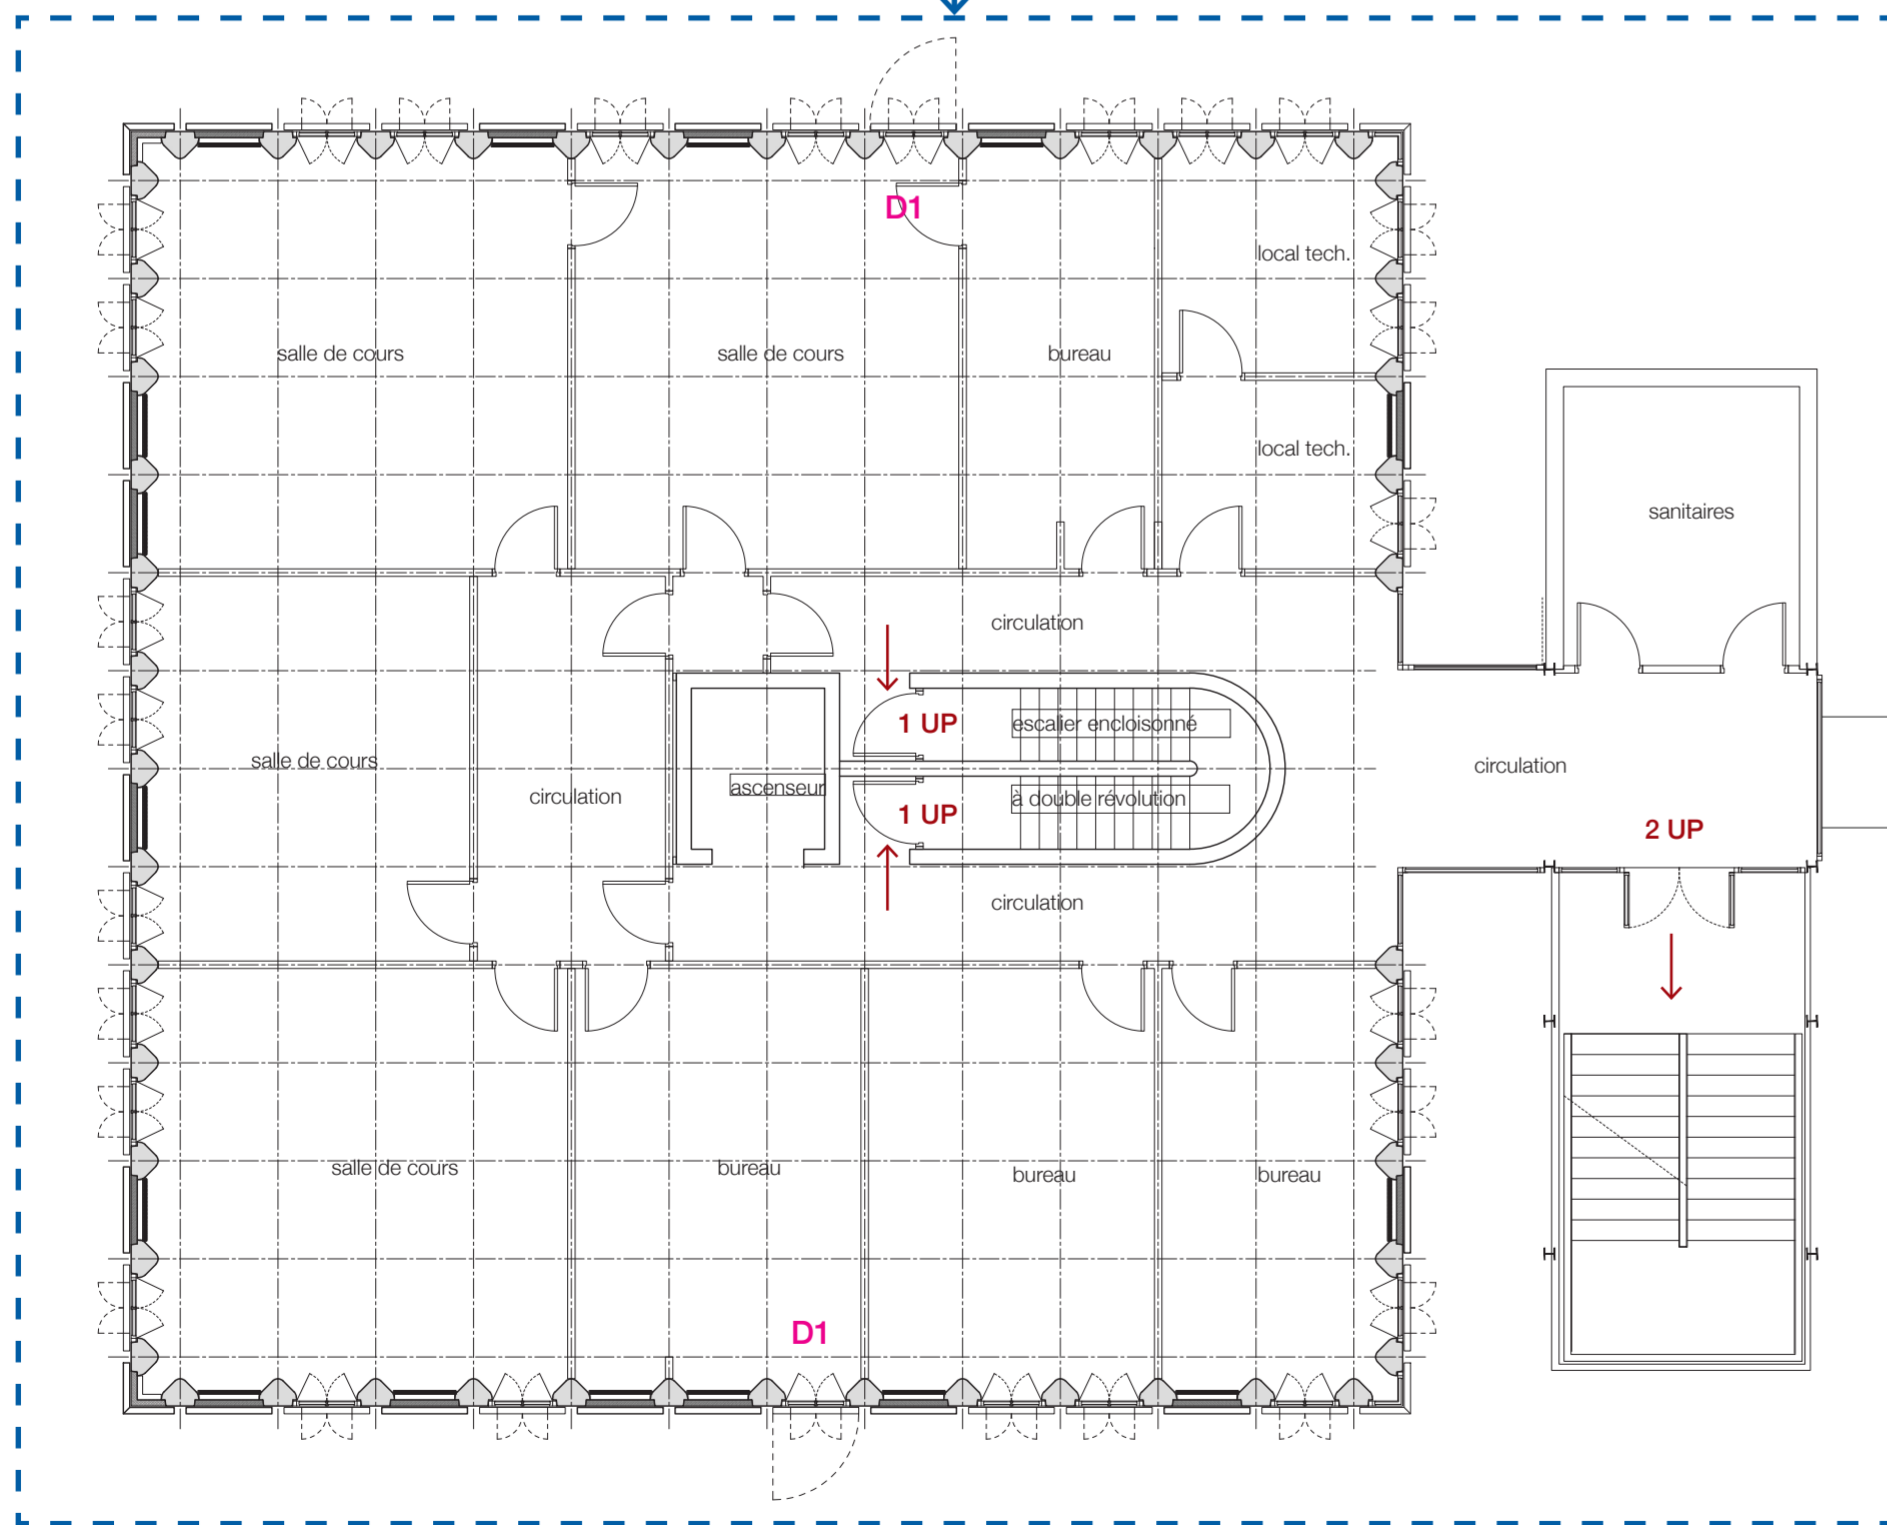 D1
local tech.
salle de cours
salle de cours
bureau
local tech.
sanitaires
circulation
1 UP
escalier encloisonné
salle de cours
circulation
ascenseur
1 UP
à double révolution
circulation
2 UP
circulation
salle de cours
bureau
bureau
bureau
D1